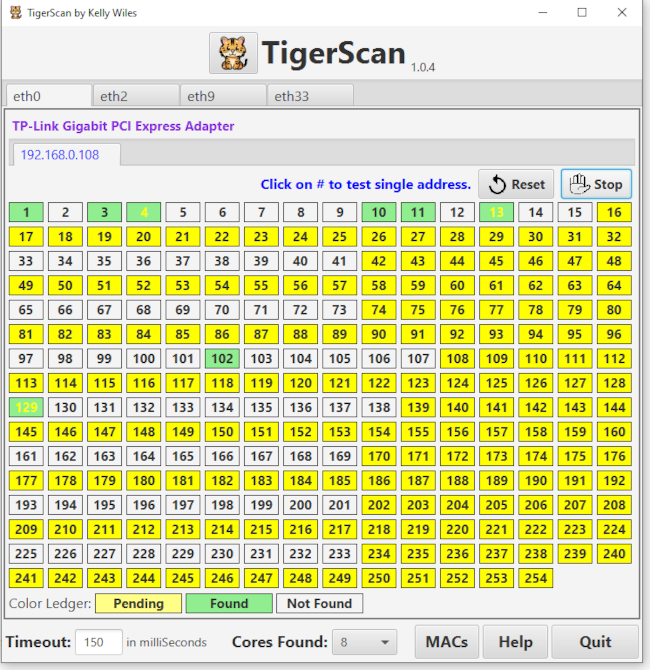 TigerScan by Kelly Wiles
TigerScan 1.0.4
eth0 eth2 eth9 eth33
TP-Link Gigabit PCI Express Adapter
192.168.0.108
Click on # to test single address. Reset Stop
1 2 3 4 5 6 7 8 9 10 11 12 13 14 15 16
17 18 19 20 21 22 23 24 25 26 27 28 29 30 31 32
33 34 35 36 37 38 39 40 41 42 43 44 45 46 47 48
49 50 51 52 53 54 55 56 57 58 59 60 61 62 63 64
65 66 67 68 69 70 71 72 73 74 75 76 77 78 79 80
81 82 83 84 85 86 87 88 89 90 91 92 93 94 95 96
97 98 99 100 101 102 103 104 105 106 107 108 109 110 111 112
113 114 115 116 117 118 119 120 121 122 123 124 125 126 127 128
129 130 131 132 133 134 135 136 137 138 139 140 141 142 143 144
145 146 147 148 149 150 151 152 153 154 155 156 157 158 159 160
161 162 163 164 165 166 167 168 169 170 171 172 173 174 175 176
177 178 179 180 181 182 183 184 185 186 187 188 189 190 191 192
193 194 195 196 197 198 199 200 201 202 203 204 205 206 207 208
209 210 211 212 213 214 215 216 217 218 219 220 221 222 223 224
225 226 227 228 229 230 231 232 233 234 235 236 237 238 239 240
241 242 243 244 245 246 247 248 249 250 251 252 253 254
Color Ledger: Pending Found Not Found
Timeout: 150 in milliSeconds Cores Found: 8 MACs Help Quit